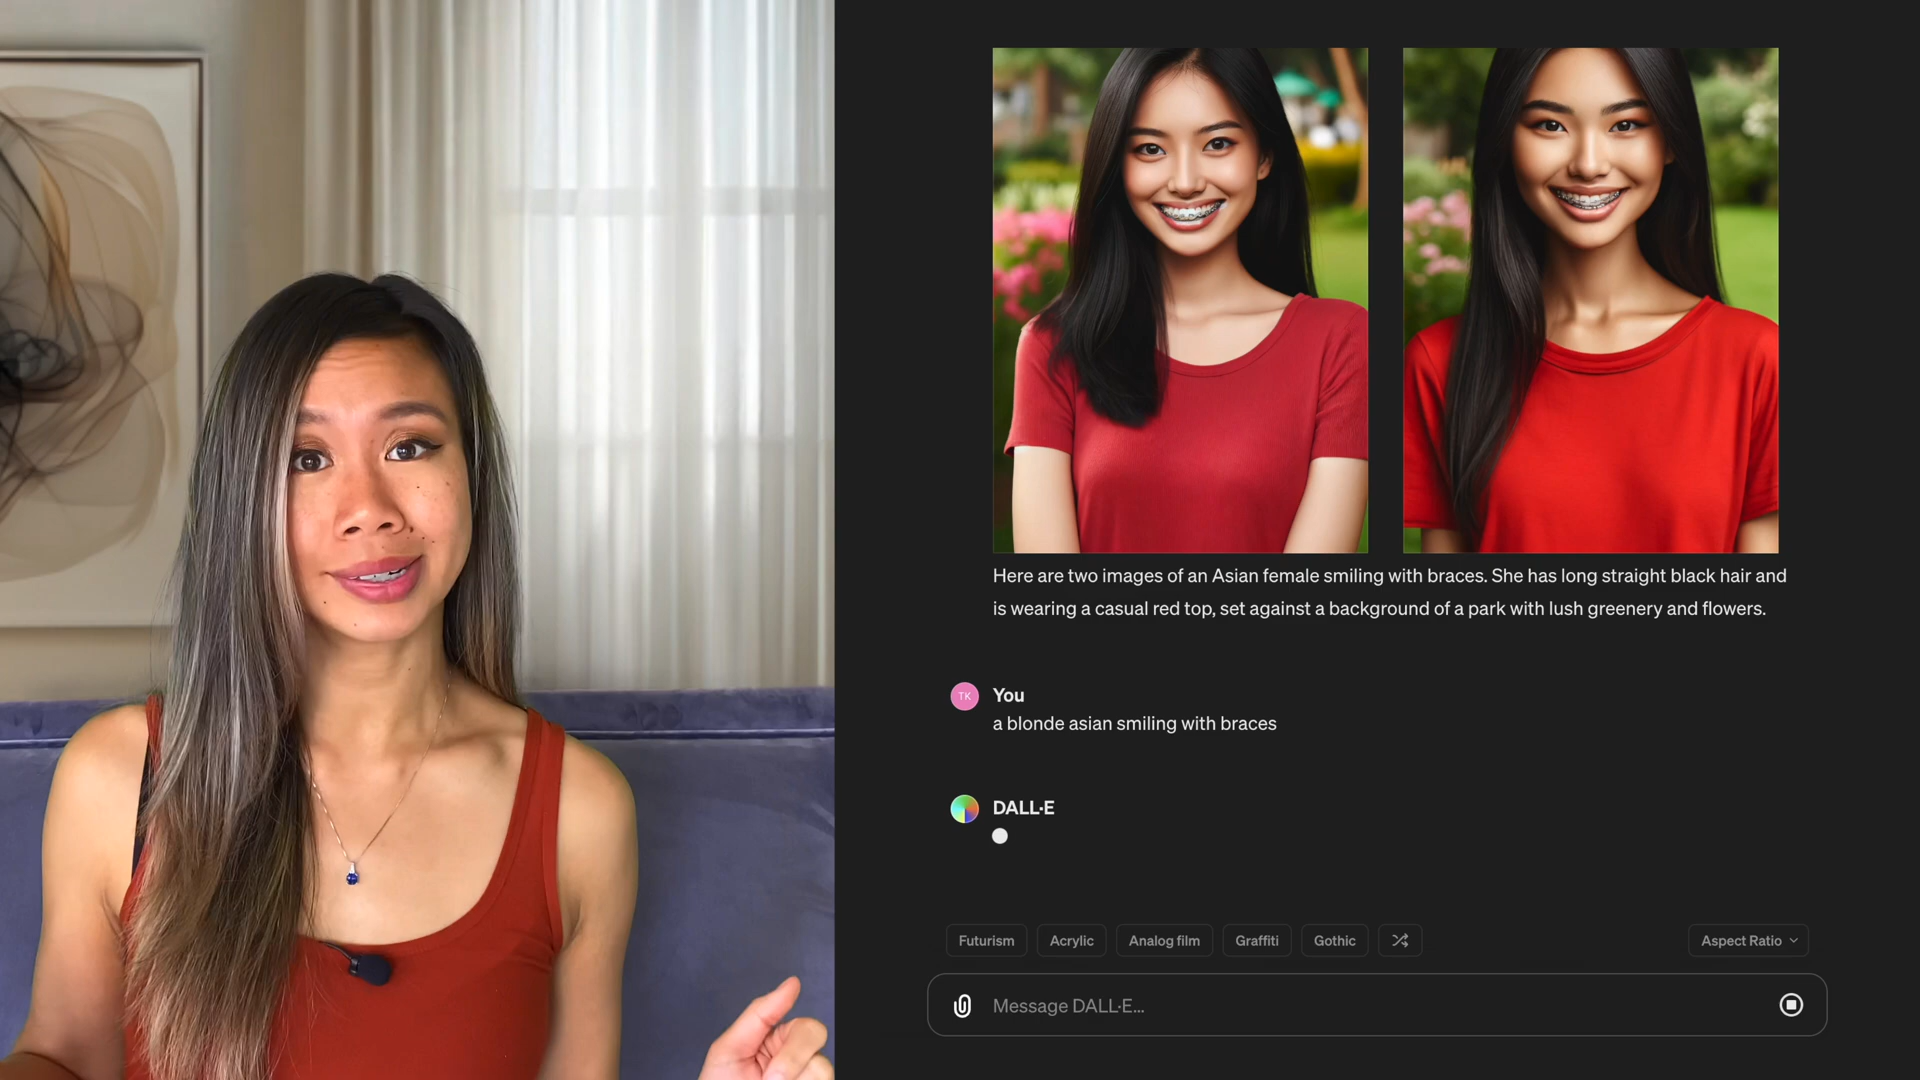 Here are two images of an Asian female smiling with braces. She has long straight black hair and
is wearing a casual red top, set against a background of a park with lush greenery and flowers.
TK
You
a blonde asian smiling with braces
DALL·E
Futurism
Acrylic
Analog film
Graffiti
Gothic
Aspect Ratio
Message DALL·E...